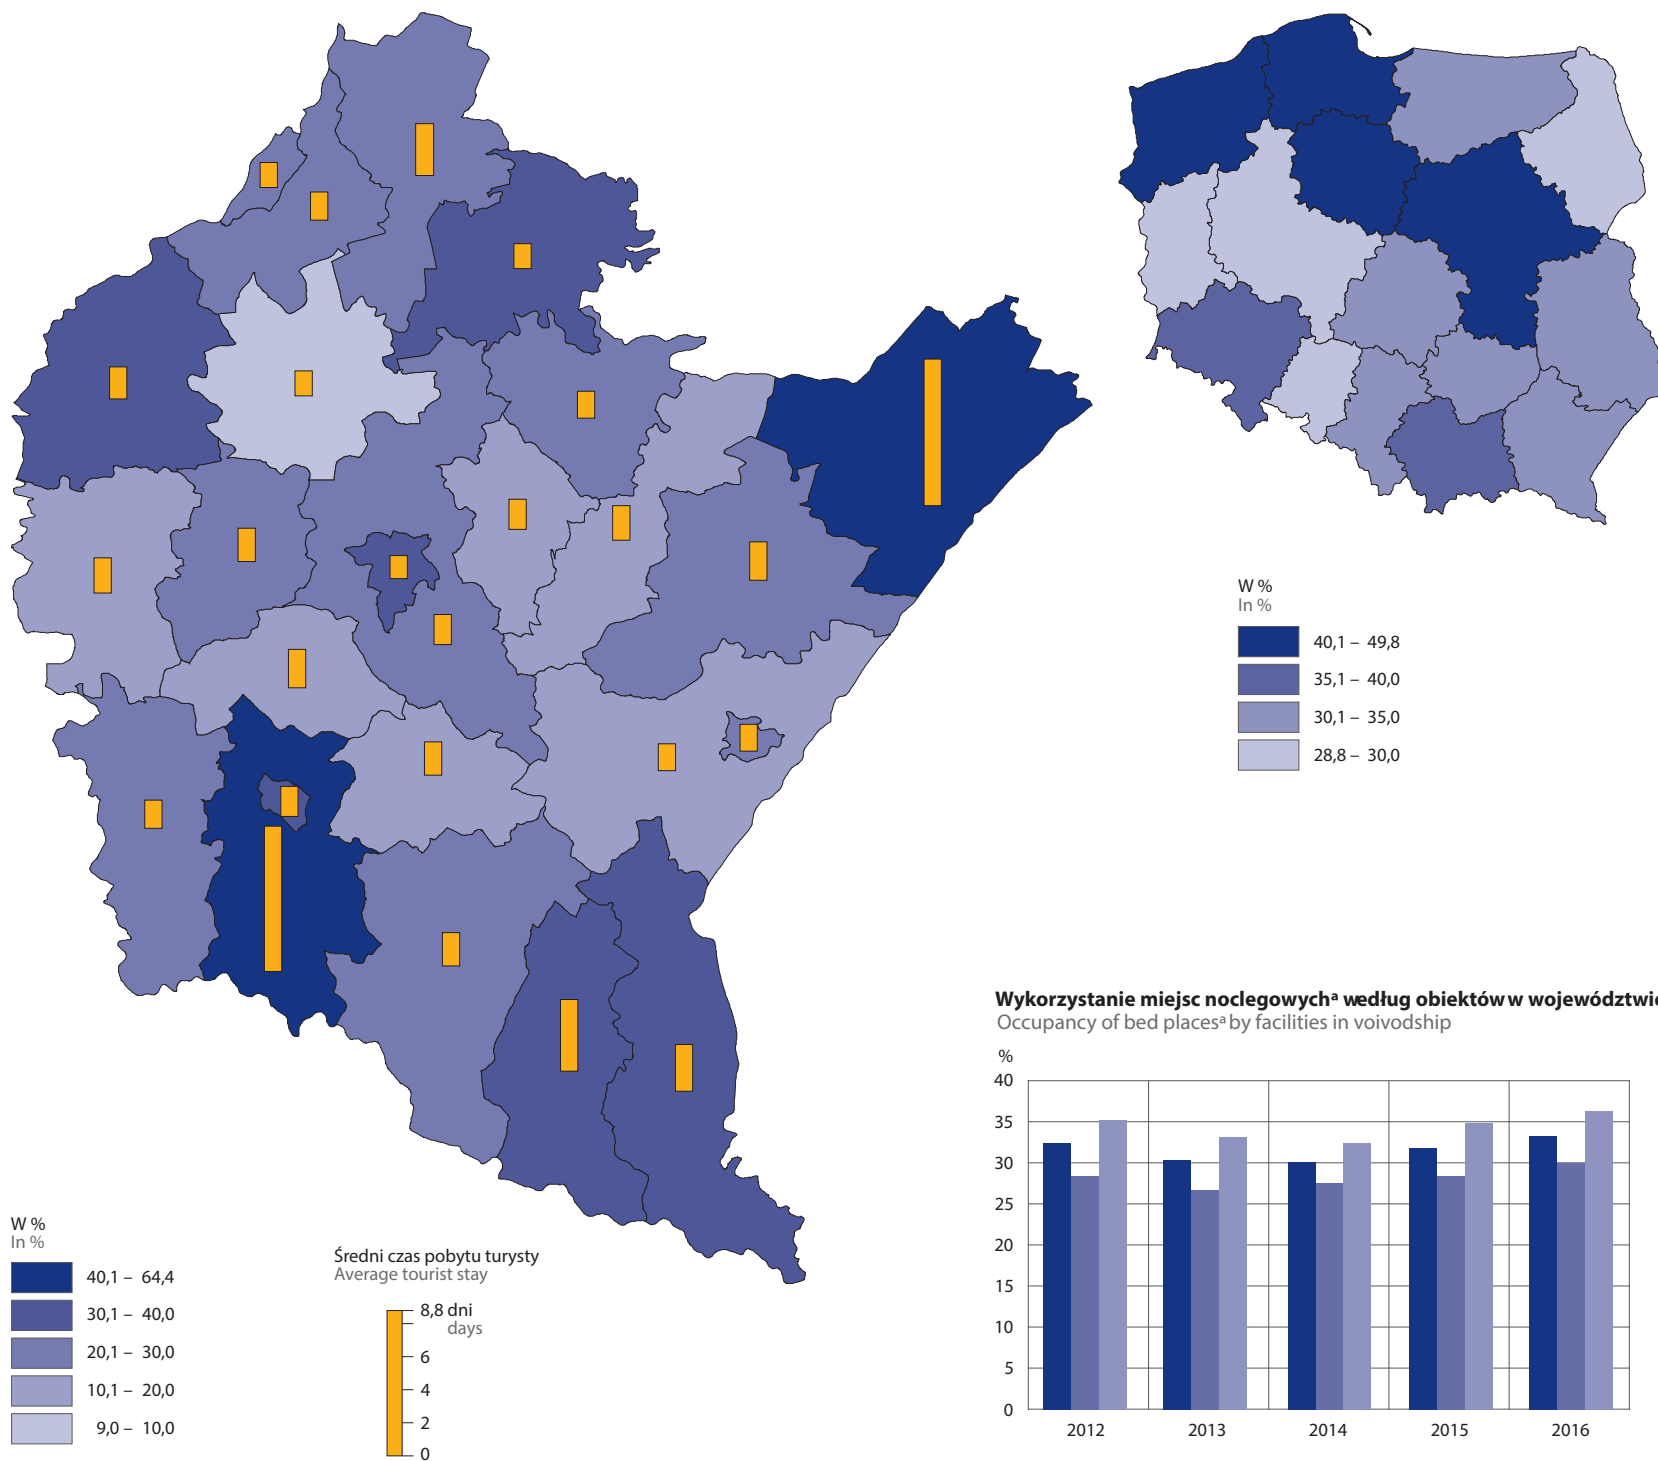 W %
In %
40,1 – 49,8
35,1 – 40,0
30,1 – 35,0
28,8 – 30,0
Wykorzystanie miejsc noclegowychᵃ według obiektów w województwie
Occupancy of bed placesᵃ by facilities in voivodship
%
40
35
30
25
20
15
10
5
0
2012 2013 2014 2015 2016
W %
In %
40,1 – 64,4
30,1 – 40,0
20,1 – 30,0
10,1 – 20,0
9,0 – 10,0
Średni czas pobytu turysty
Average tourist stay
8,8 dni
days
6
4
2
0